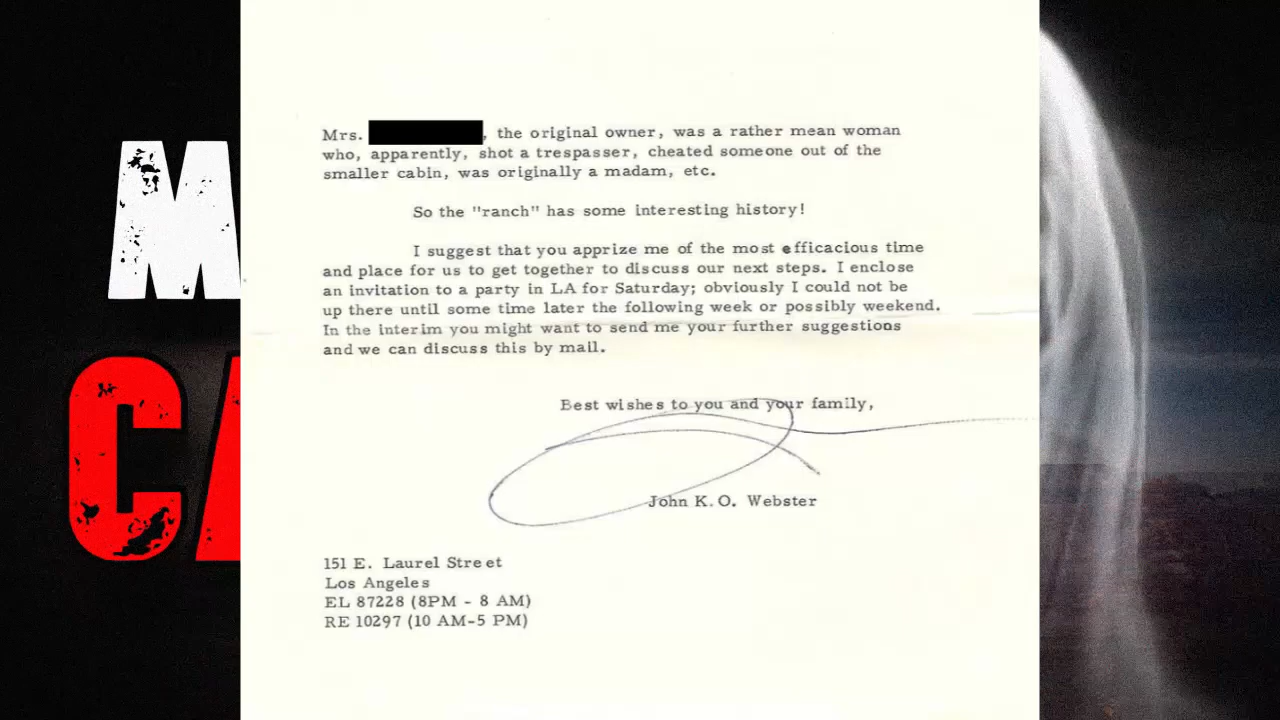 M
CA
Mrs. , the original owner, was a rather mean woman
who, apparently, shot a trespasser, cheated someone out of the
smaller cabin, was originally a madam, etc.
So the "ranch" has some interesting history!
I suggest that you apprize me of the most efficacious time
and place for us to get together to discuss our next steps. I enclose
an invitation to a party in LA for Saturday; obviously I could not be
up there until some time later the following week or possibly weekend.
In the interim you might want to send me your further suggestions
and we can discuss this by mail.
Best wishes to you and your family,
John K. O. Webster
151 E. Laurel Street
Los Angeles
EL 87228 (8PM - 8 AM)
RE 10297 (10 AM-5 PM)